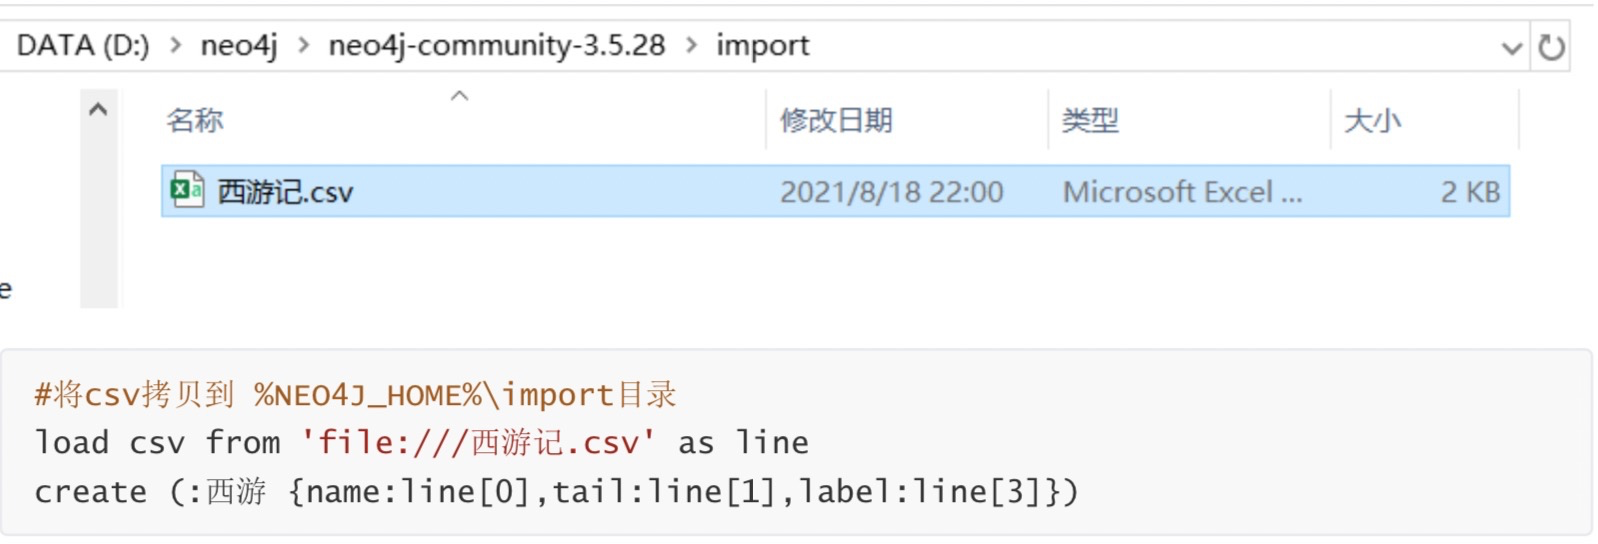 DATA (D:) > neo4j > neo4j-community-3.5.28 > import
名称 修改日期 类型 大小
西游记.csv 2021/8/18 22:00 Microsoft Excel ... 2 KB
e
#将csv拷贝到 %NEO4J_HOME%\import目录
load csv from 'file:///西游记.csv' as line
create (:西游 {name:line[0],tail:line[1],label:line[3]})